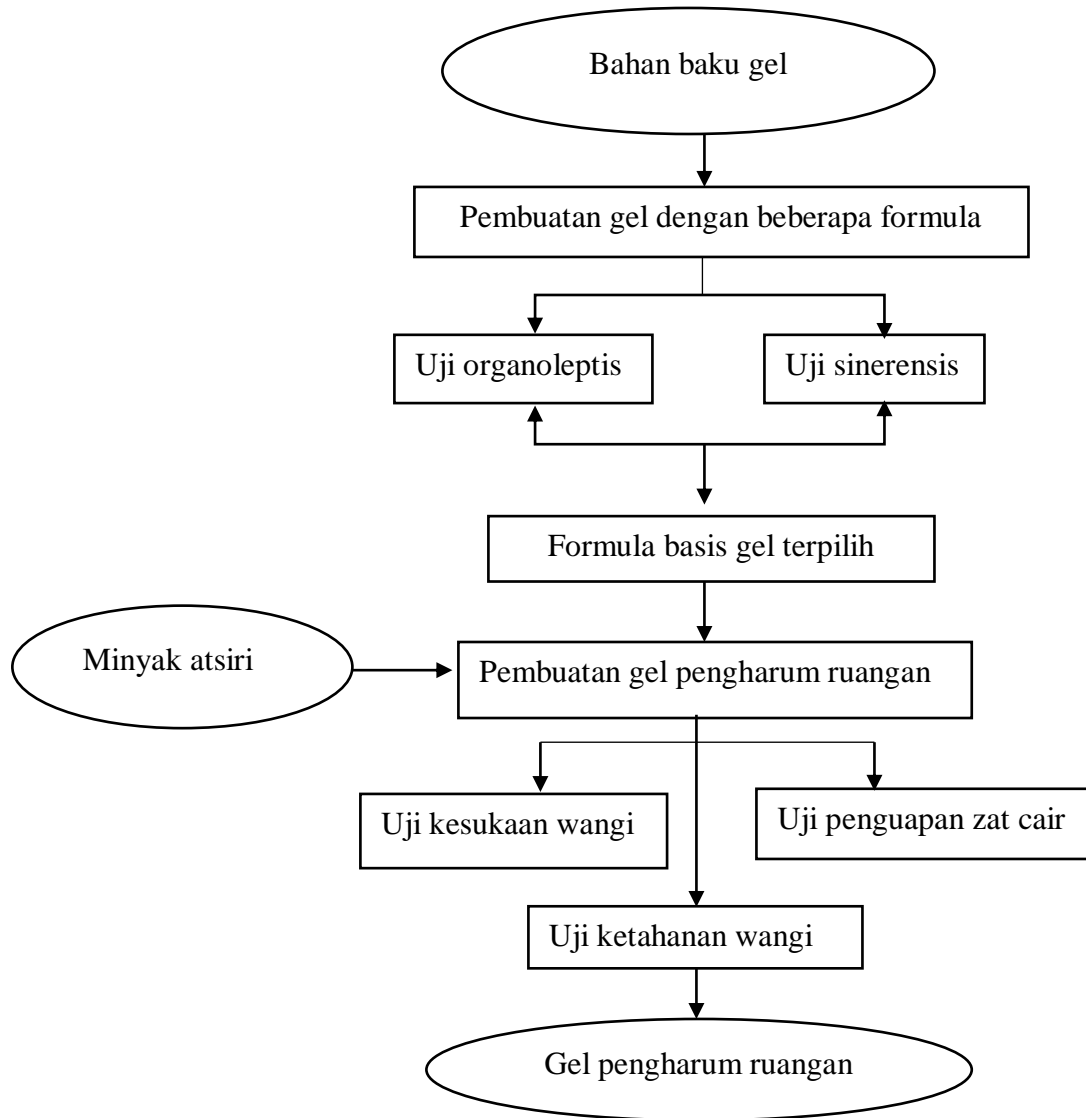 Bahan baku gel
Pembuatan gel dengan beberapa formula
Uji organoleptis
Uji sinerensis
Formula basis gel terpilih
Minyak atsiri
Pembuatan gel pengharum ruangan
Uji kesukaan wangi
Uji penguapan zat cair
Uji ketahanan wangi
Gel pengharum ruangan